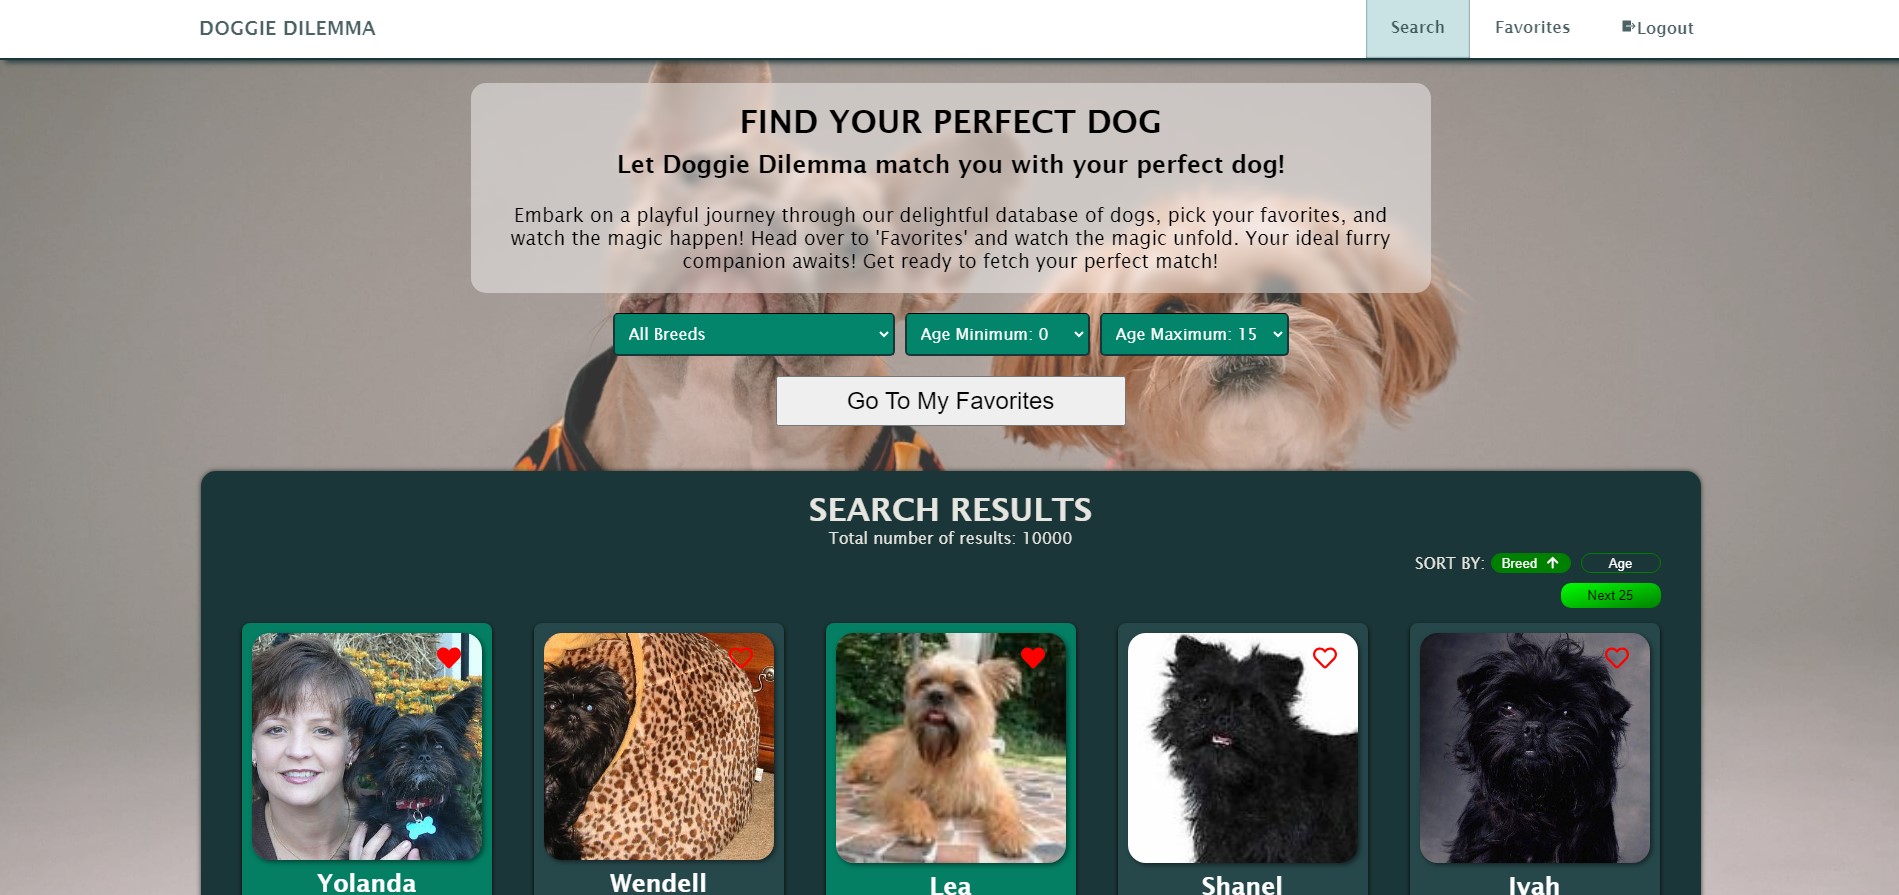 DOGGIE DILEMMA
Search
Favorites
Logout
FIND YOUR PERFECT DOG
Let Doggie Dilemma match you with your perfect dog!
Embark on a playful journey through our delightful database of dogs, pick your favorites, and
watch the magic happen! Head over to 'Favorites' and watch the magic unfold. Your ideal furry
companion awaits! Get ready to fetch your perfect match!
All Breeds
Age Minimum: 0
Age Maximum: 15
Go To My Favorites
SEARCH RESULTS
Total number of results: 10000
SORT BY: Breed Age
Next 25
Yolanda
Wendell
Lea
Shanel
Ivah